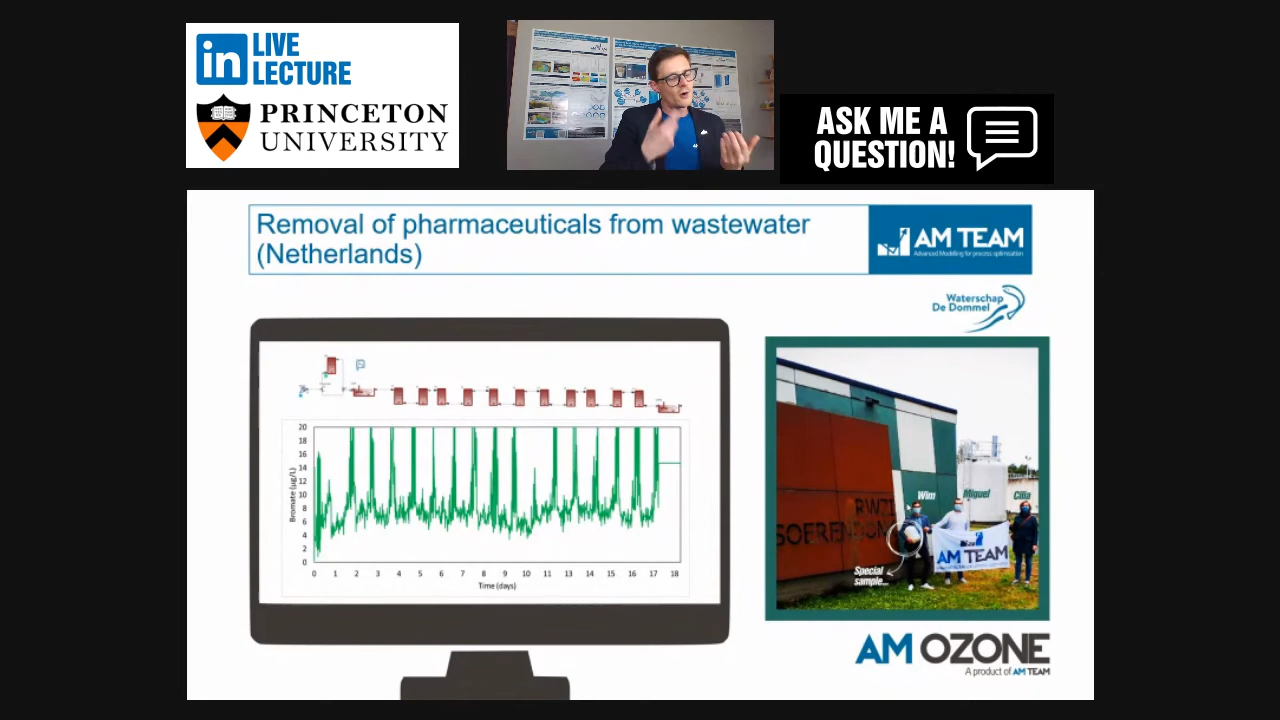 in LIVE
LECTURE
PRINCETON
UNIVERSITY
ASK ME A
QUESTION!
Removal of pharmaceuticals from wastewater
(Netherlands)
AM TEAM
Advanced Modelling for process optimisation
Waterschap
De Dommel
Bromate (µg/L)
20
18
16
14
12
10
8
6
4
2
0
0 1 2 3 4 5 6 7 8 9 10 11 12 13 14 15 16 17 18
Time (days)
Wim
Miguel
Cilia
RWZI
SOERENDONK
AM TEAM
Special
sample...
AM OZONE
A product of AM TEAM